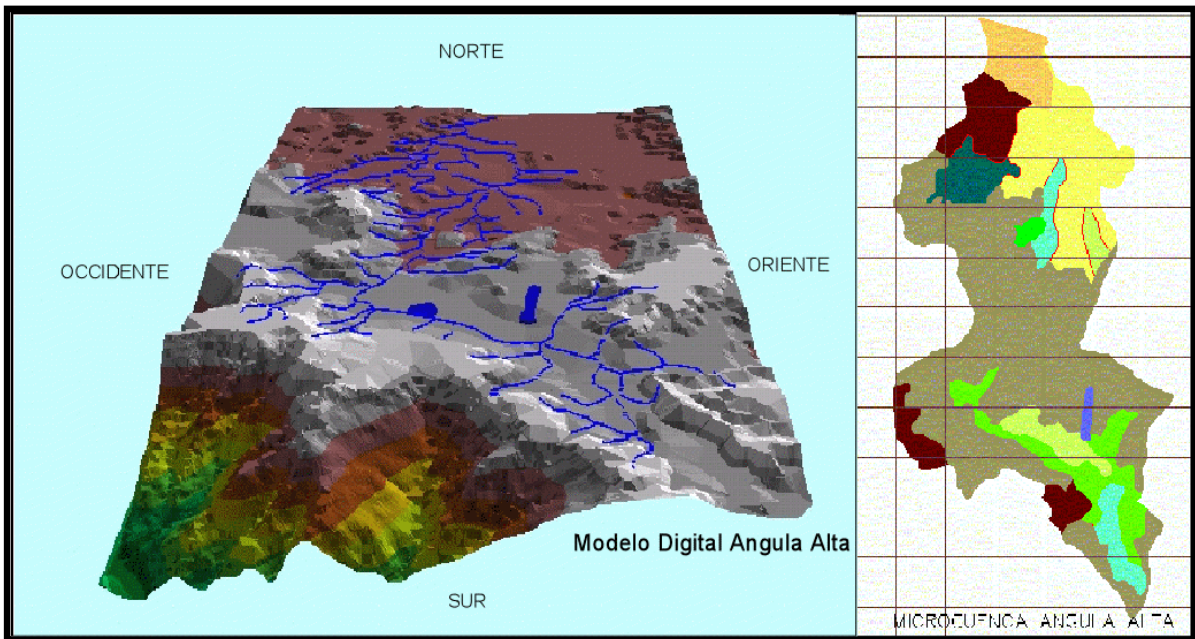 NORTE
OCCIDENTE
ORIENTE
Modelo Digital Angula Alta
SUR
MICROCUENCA ANGULA ALTA